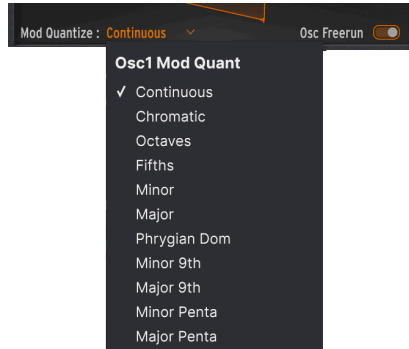 Mod Quantize : Continuous Osc Freerun
Osc1 Mod Quant
✓ Continuous
Chromatic
Octaves
Fifths
Minor
Major
Phrygian Dom
Minor 9th
Major 9th
Minor Penta
Major Penta